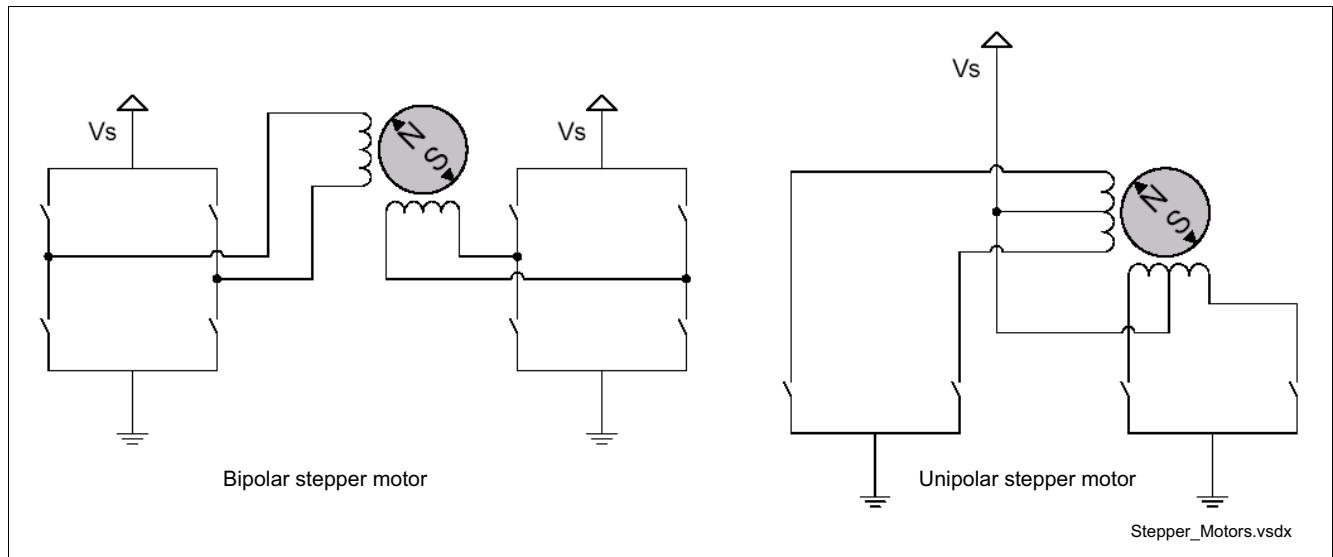 Vs
N
S
Vs
Bipolar stepper motor
Vs
N
S
Unipolar stepper motor
Stepper_Motors.vsdx